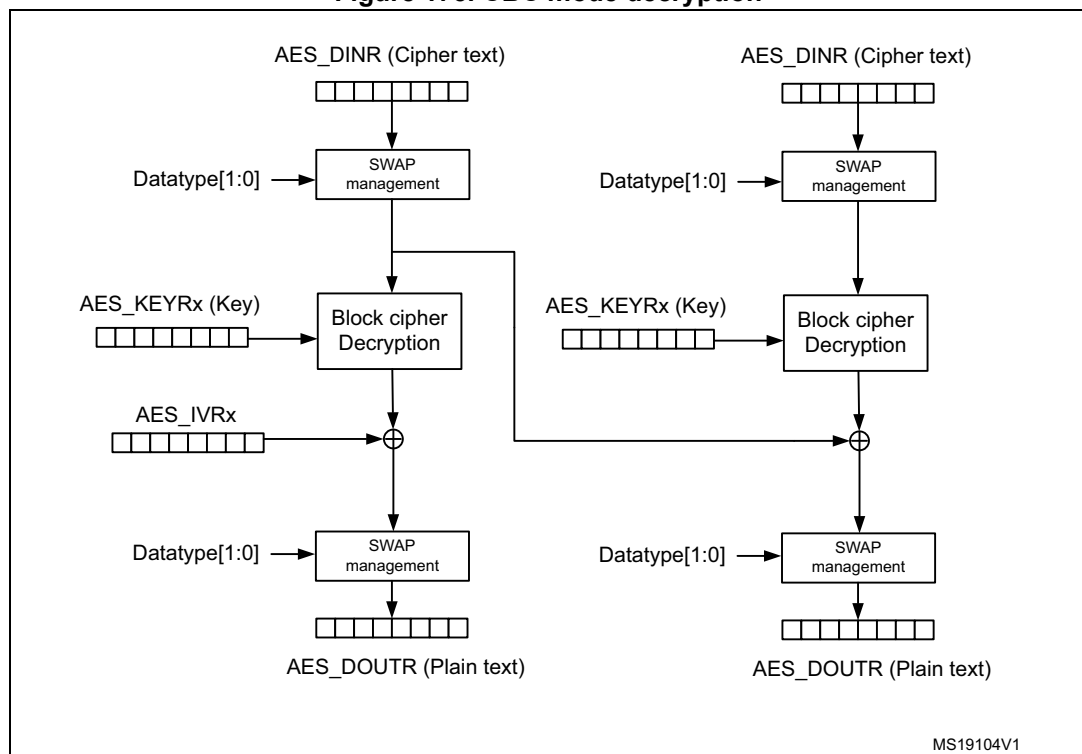 AES_DINR (Cipher text)
AES_DINR (Cipher text)
Datatype[1:0]
SWAP
management
Datatype[1:0]
SWAP
management
AES_KEYRx (Key)
Block cipher
Decryption
AES_KEYRx (Key)
Block cipher
Decryption
AES_IVRx
Datatype[1:0]
SWAP
management
Datatype[1:0]
SWAP
management
AES_DOUTR (Plain text)
AES_DOUTR (Plain text)
MS19104V1